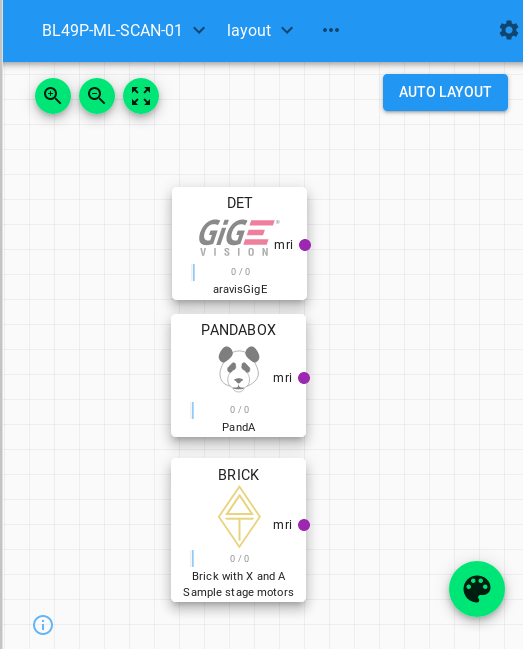 BL49P-ML-SCAN-01 layout
AUTO LAYOUT
DET
GiGE
VISION
mri
0 / 0
aravisGigE
PANDABOX
mri
0 / 0
PandA
BRICK
mri
0 / 0
Brick with X and A
Sample stage motors